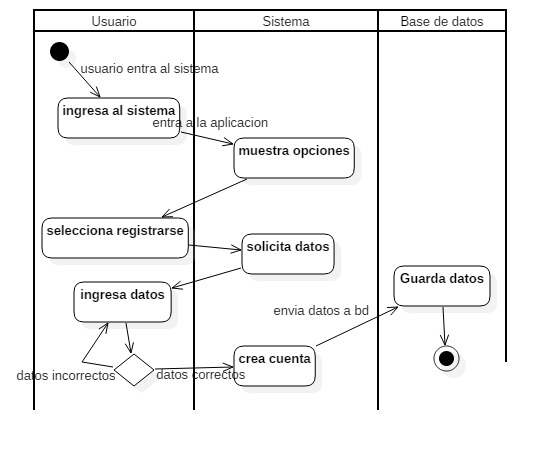 Usuario
Sistema
Base de datos
usuario entra al sistema
ingresa al sistema
entra a la aplicacion
muestra opciones
selecciona registrarse
solicita datos
ingresa datos
Guarda datos
envia datos a bd
crea cuenta
datos incorrectos
datos correctos